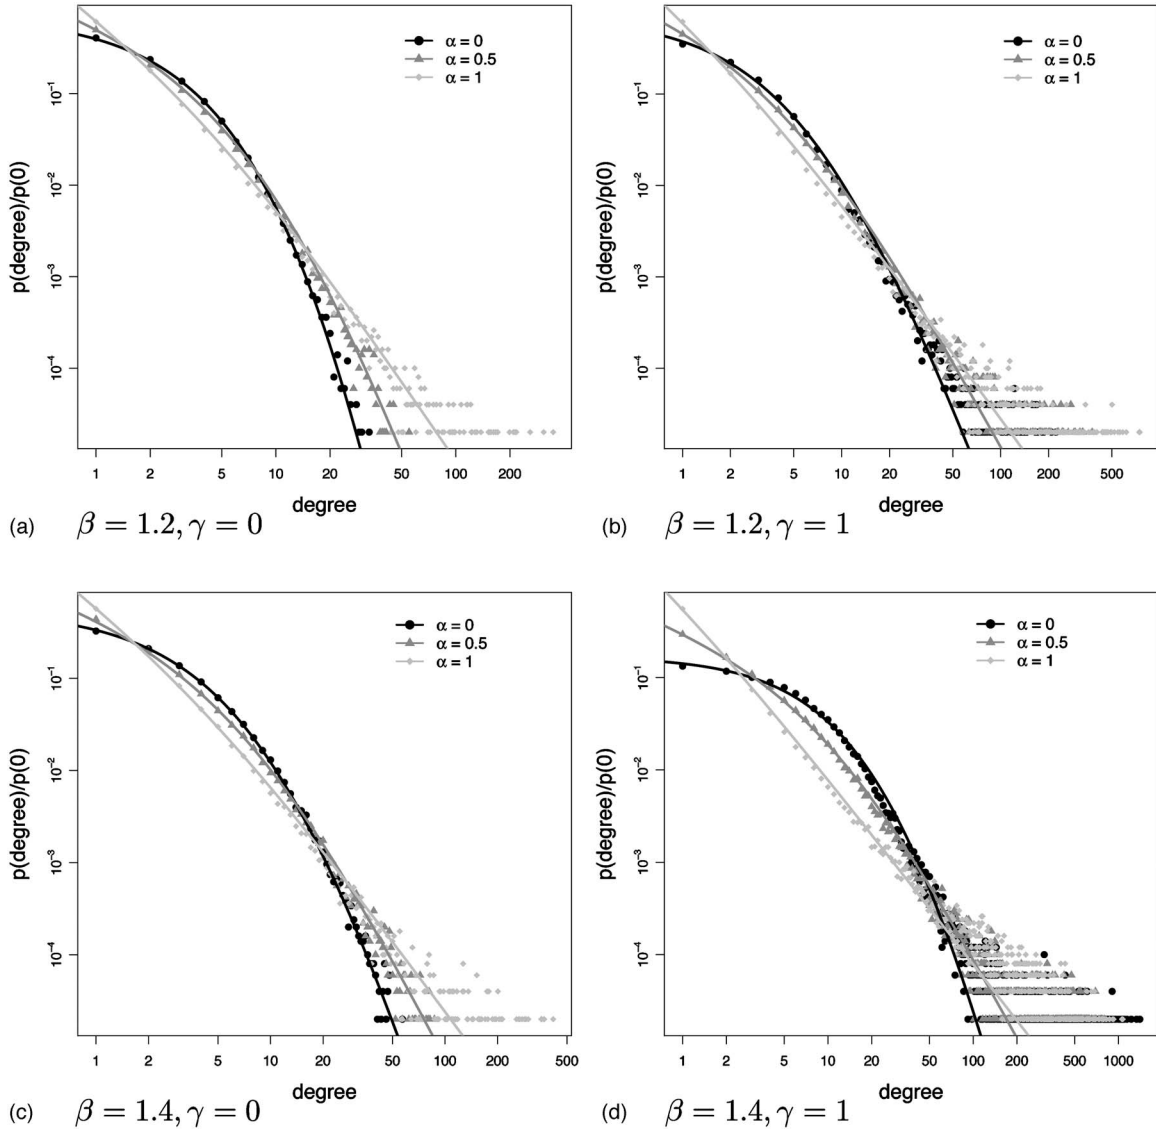 α = 0
α = 0.5
α = 1
p(degree)/p(0)
10⁻¹
10⁻²
10⁻³
10⁻⁴
1 2 5 10 20 50 100 200
degree
(a) β = 1.2, γ = 0
α = 0
α = 0.5
α = 1
p(degree)/p(0)
10⁻¹
10⁻²
10⁻³
10⁻⁴
1 2 5 10 20 50 100 200 500
degree
(b) β = 1.2, γ = 1
α = 0
α = 0.5
α = 1
p(degree)/p(0)
10⁻¹
10⁻²
10⁻³
10⁻⁴
1 2 5 10 20 50 100 200 500
degree
(c) β = 1.4, γ = 0
α = 0
α = 0.5
α = 1
p(degree)/p(0)
10⁻¹
10⁻²
10⁻³
10⁻⁴
1 2 5 10 20 50 100 200 500 1000
degree
(d) β = 1.4, γ = 1